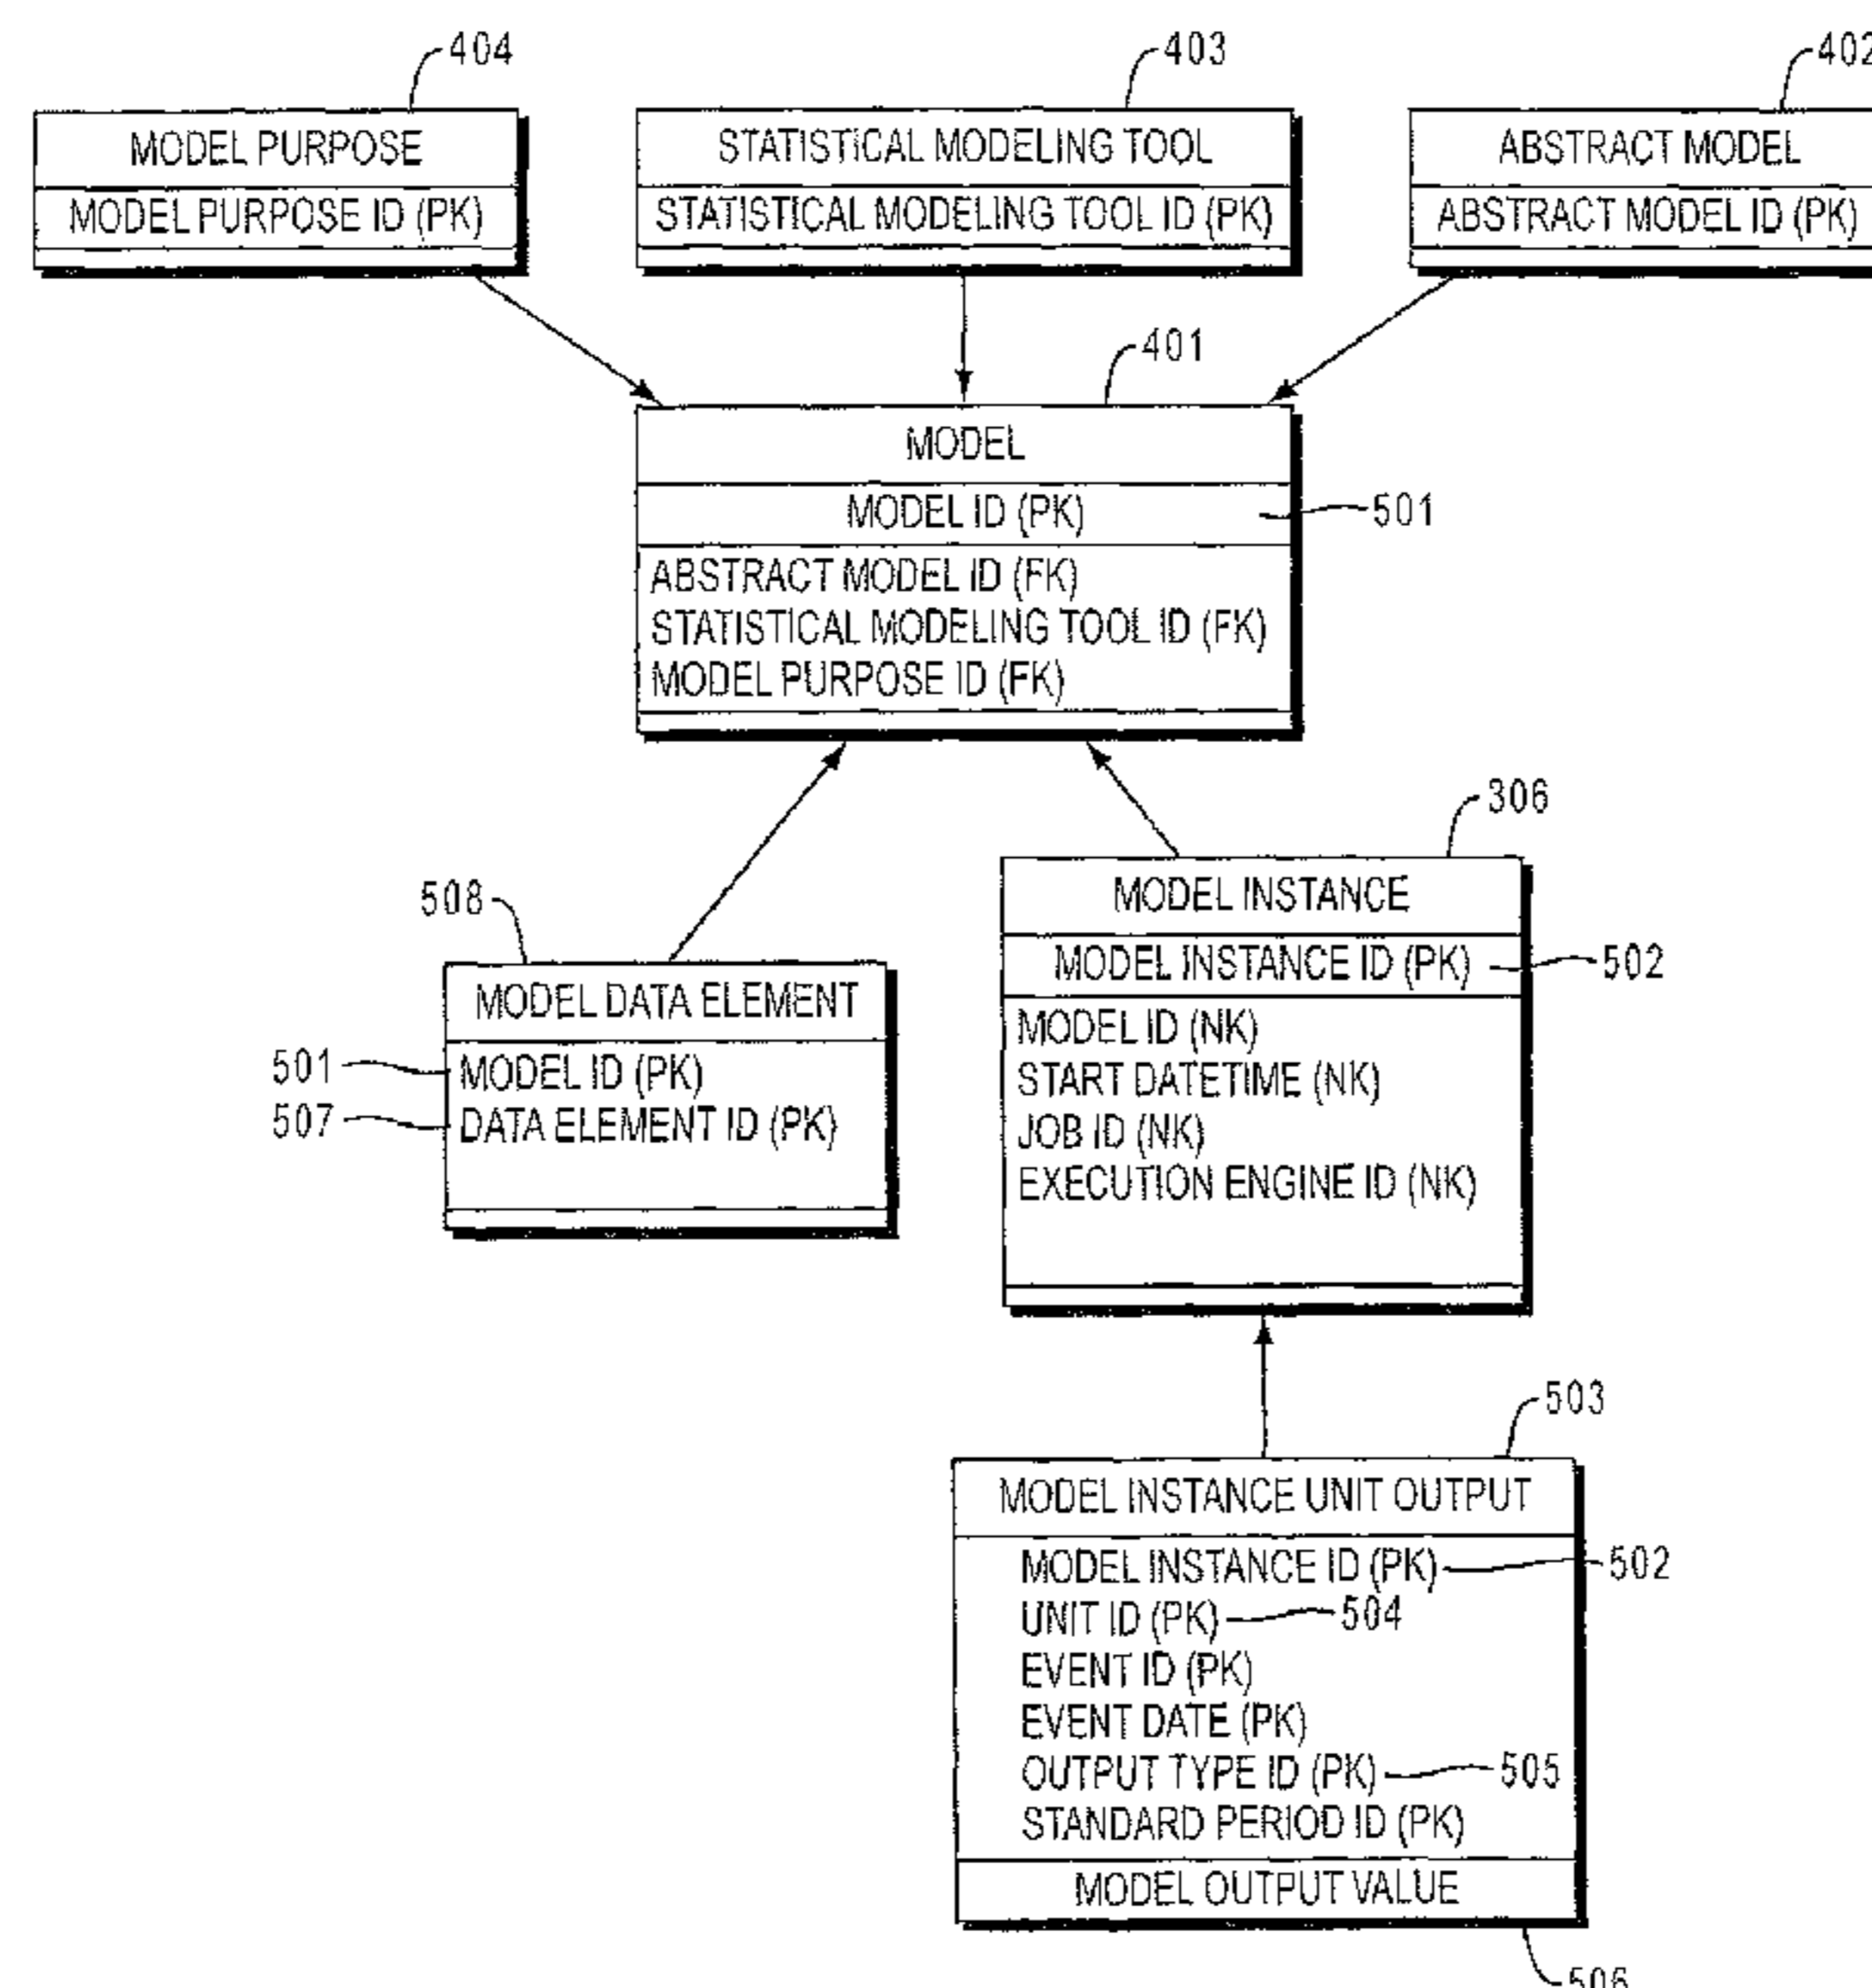 404
403
402
MODEL PURPOSE
MODEL PURPOSE ID (PK)
STATISTICAL MODELING TOOL
STATISTICAL MODELING TOOL ID (PK)
ABSTRACT MODEL
ABSTRACT MODEL ID (PK)
401
MODEL
MODEL ID (PK)
501
ABSTRACT MODEL ID (FK)
STATISTICAL MODELING TOOL ID (FK)
MODEL PURPOSE ID (FK)
508
MODEL DATA ELEMENT
501
MODEL ID (PK)
507
DATA ELEMENT ID (PK)
306
MODEL INSTANCE
MODEL INSTANCE ID (PK)
502
MODEL ID (NK)
START DATETIME (NK)
JOB ID (NK)
EXECUTION ENGINE ID (NK)
503
MODEL INSTANCE UNIT OUTPUT
MODEL INSTANCE ID (PK)
502
UNIT ID (PK)
504
EVENT ID (PK)
EVENT DATE (PK)
OUTPUT TYPE ID (PK)
505
STANDARD PERIOD ID (PK)
MODEL OUTPUT VALUE
506